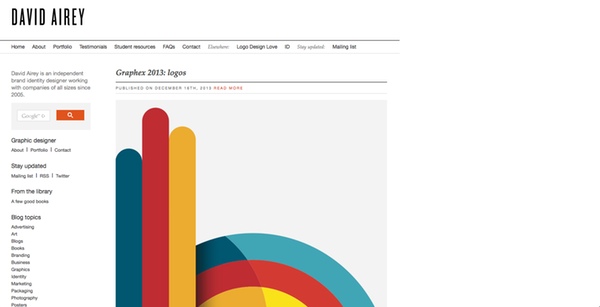 DAVID AIREY
Home About Portfolio Testimonials Student resources FAQs Contact Elsewhere: Logo Design Love ID Stay updated: Mailing list
David Airey is an independent
brand identity designer working
with companies of all sizes since
2005.
Google™ 
Graphic designer
About | Portfolio | Contact
Stay updated
Mailing list | RSS | Twitter
From the library
A few good books
Blog topics
Advertising
Art
Blogs
Books
Branding
Business
Graphics
Identity
Marketing
Packaging
Photography
Posters
Graphex 2013: logos
PUBLISHED ON DECEMBER 19TH, 2013 READ MORE